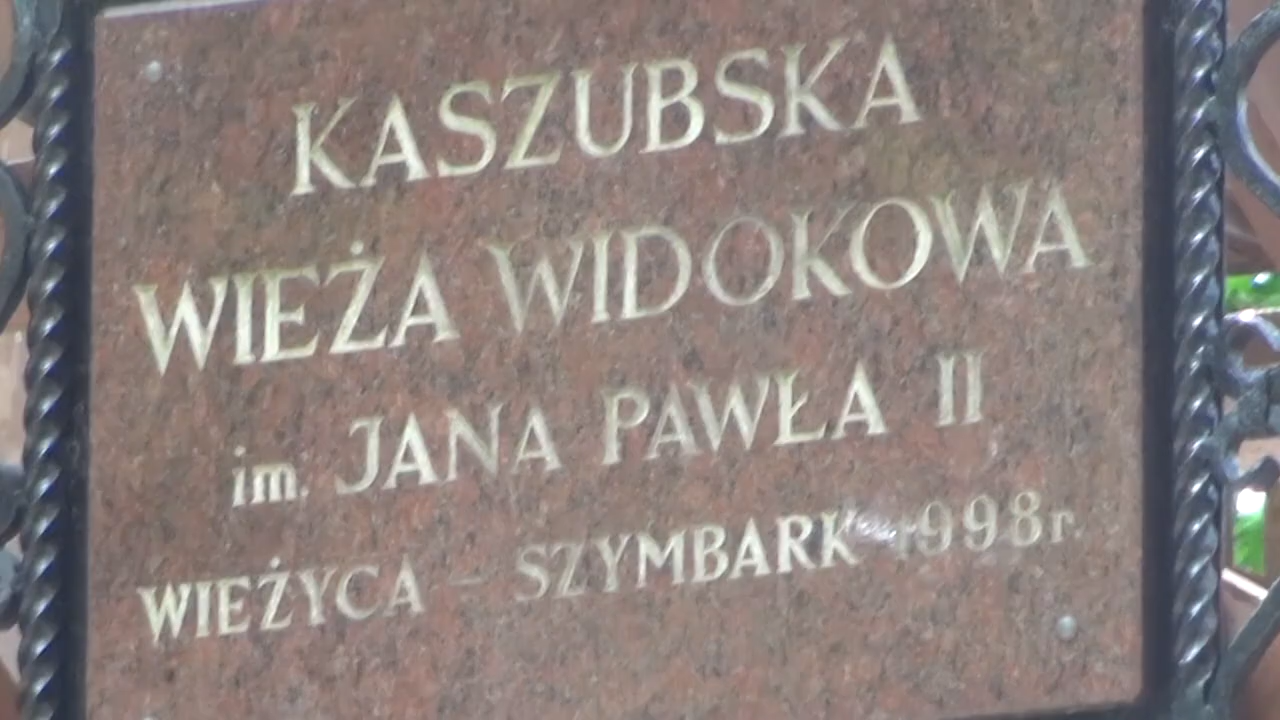 KASZUBSKA
WIEŻA WIDOKOWA
im. JANA PAWŁA II
WIEŻYCA – SZYMBARK 1998r.